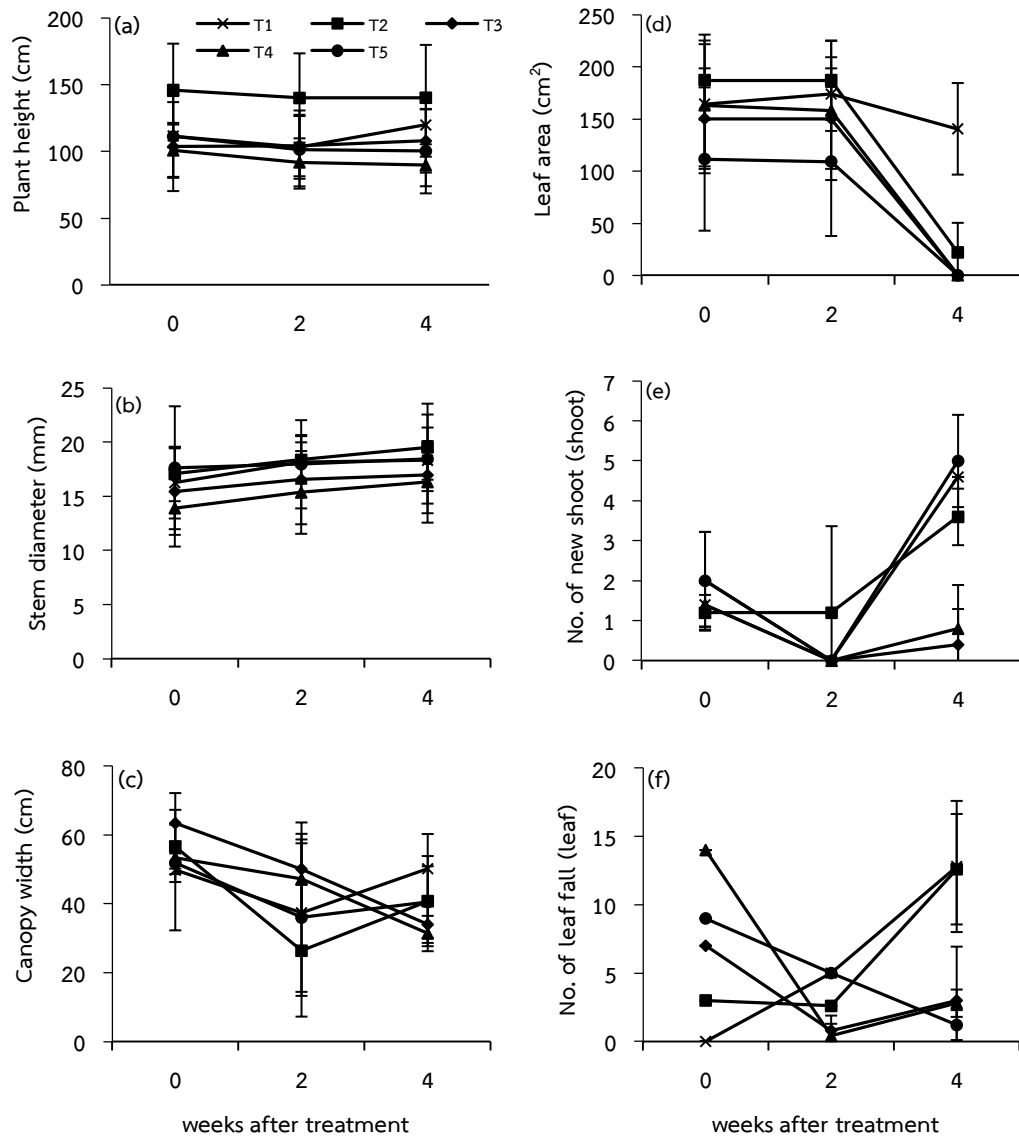 (a)
T1 T2 T3
T4 T5
Plant height (cm)
200
150
100
50
0
0 2 4
(d)
Leaf area (cm²)
250
200
150
100
50
0
0 2 4
(b)
Stem diameter (mm)
25
20
15
10
5
0
0 2 4
(e)
No. of new shoot (shoot)
7
6
5
4
3
2
1
0
0 2 4
(c)
Canopy width (cm)
80
60
40
20
0
0 2 4
weeks after treatment
(f)
No. of leaf fall (leaf)
20
15
10
5
0
0 2 4
weeks after treatment